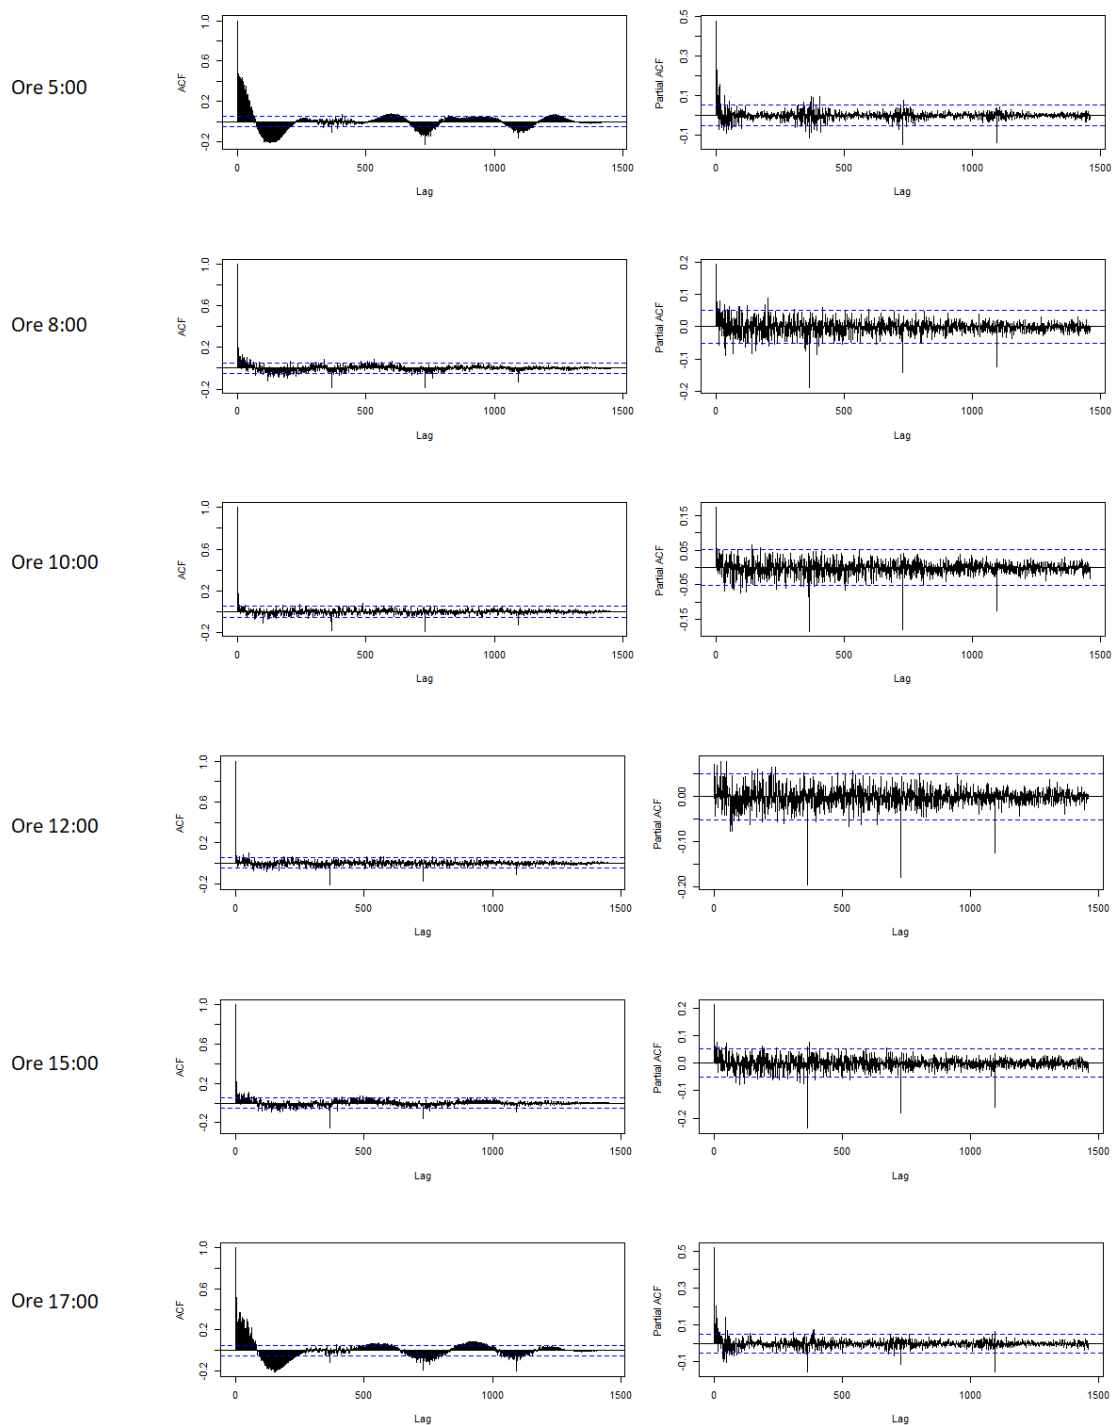 Ore 5:00
ACF
-0.2 0.2 0.6 1.0
0 500 1000 1500
Lag
Partial ACF
-0.1 0.1 0.3 0.5
0 500 1000 1500
Lag
Ore 8:00
ACF
-0.2 0.2 0.6 1.0
0 500 1000 1500
Lag
Partial ACF
-0.2 -0.1 0.0 0.1 0.2
0 500 1000 1500
Lag
Ore 10:00
ACF
-0.2 0.2 0.6 1.0
0 500 1000 1500
Lag
Partial ACF
-0.15 -0.05 0.05 0.15
0 500 1000 1500
Lag
Ore 12:00
ACF
-0.2 0.2 0.6 1.0
0 500 1000 1500
Lag
Partial ACF
-0.20 -0.10 0.00
0 500 1000 1500
Lag
Ore 15:00
ACF
-0.2 0.2 0.6 1.0
0 500 1000 1500
Lag
Partial ACF
-0.2 -0.1 0.0 0.1 0.2
0 500 1000 1500
Lag
Ore 17:00
ACF
-0.2 0.2 0.6 1.0
0 500 1000 1500
Lag
Partial ACF
-0.1 0.1 0.3 0.5
0 500 1000 1500
Lag